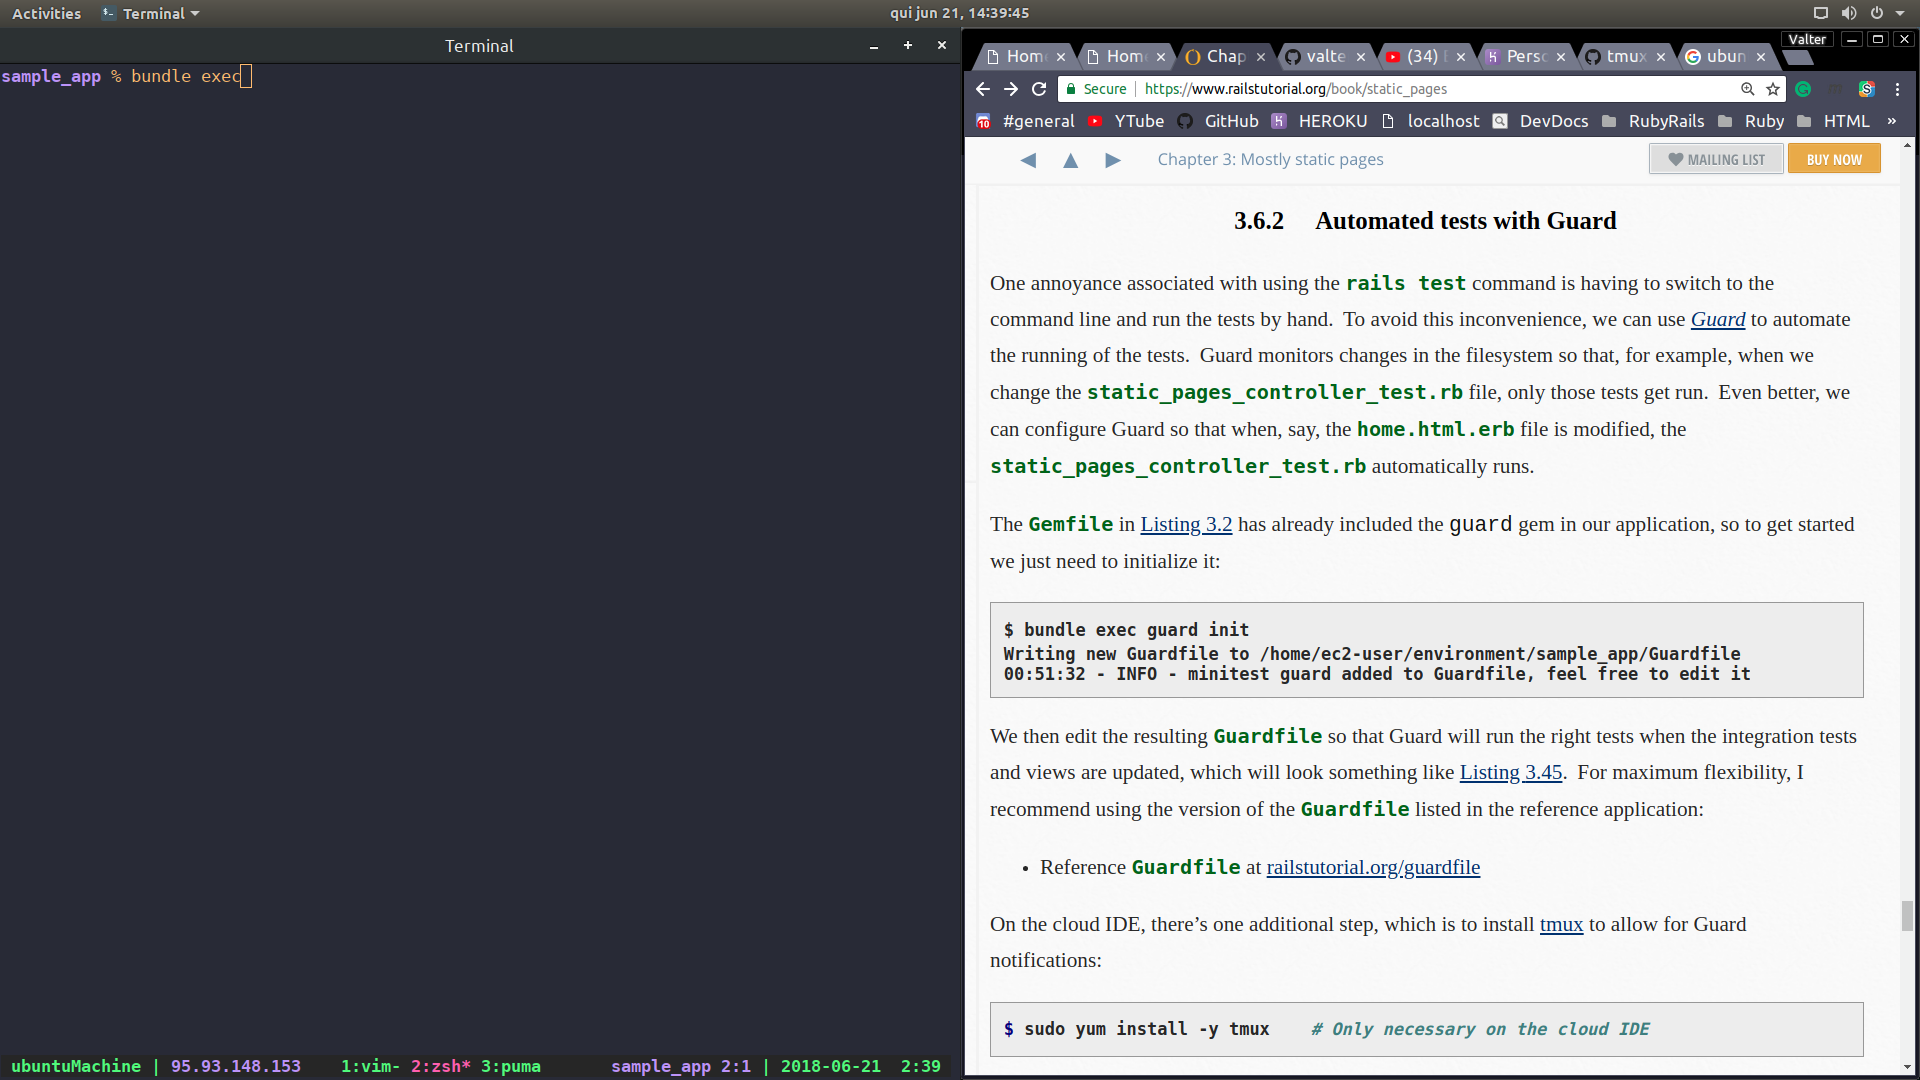 Activities Terminal qui jun 21, 14:39:45
Terminal
sample_app % bundle exec
ubuntuMachine | 95.93.148.153 1:vim- 2:zsh* 3:puma sample_app 2:1 | 2018-06-21 2:39
Valter
Hom Hom Chap valte (34) Perso tmux ubun
Secure https://www.railstutorial.org/book/static_pages
10 #general YTube GitHub HEROKU localhost DevDocs RubyRails Ruby HTML »
Chapter 3: Mostly static pages MAILING LIST BUY NOW
3.6.2 Automated tests with Guard
One annoyance associated with using the rails test command is having to switch to the
command line and run the tests by hand. To avoid this inconvenience, we can use Guard to automate
the running of the tests. Guard monitors changes in the filesystem so that, for example, when we
change the static_pages_controller_test.rb file, only those tests get run. Even better, we
can configure Guard so that when, say, the home.html.erb file is modified, the
static_pages_controller_test.rb automatically runs.
The Gemfile in Listing 3.2 has already included the guard gem in our application, so to get started
we just need to initialize it:
$ bundle exec guard init
Writing new Guardfile to /home/ec2-user/environment/sample_app/Guardfile
00:51:32 - INFO - minitest guard added to Guardfile, feel free to edit it
We then edit the resulting Guardfile so that Guard will run the right tests when the integration tests
and views are updated, which will look something like Listing 3.45. For maximum flexibility, I
recommend using the version of the Guardfile listed in the reference application:
• Reference Guardfile at railstutorial.org/guardfile
On the cloud IDE, there’s one additional step, which is to install tmux to allow for Guard
notifications:
$ sudo yum install -y tmux # Only necessary on the cloud IDE